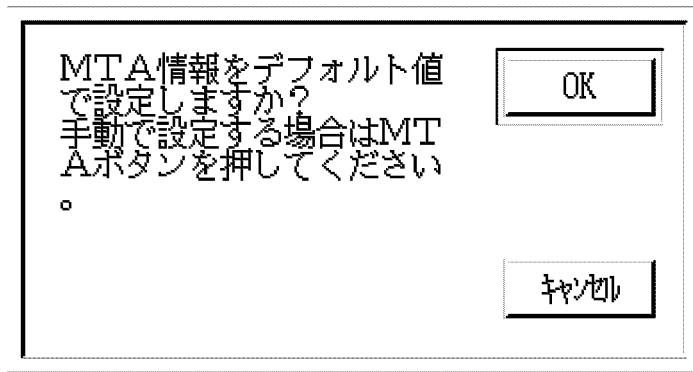 MTA情報をデフォルト値
で設定しますか?
手動で設定する場合はMT
Aボタンを押してください
。
OK
キャンセル